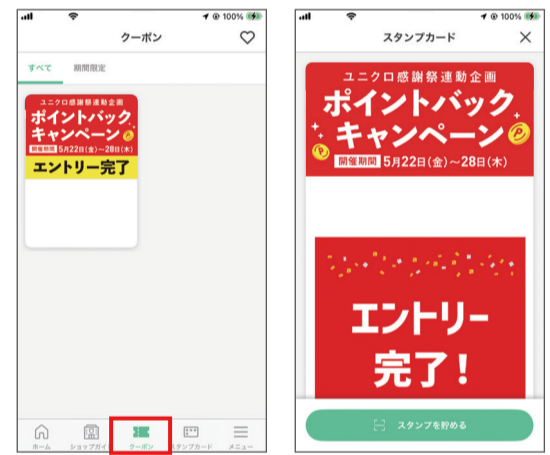 100%
クーポン
すべて
期間限定
ユニクロ感謝祭連動企画
ポイントバック
キャンペーン
開催期間 5月22日(金)～28日(木)
エントリー完了
ホーム
ショップガイド
クーポン
スタンプカード
メニュー
100%
スタンプカード
ユニクロ感謝祭連動企画
ポイントバック
キャンペーン
P
開催期間 5月22日(金)～28日(木)
エントリー
完了!
スタンプを貯める